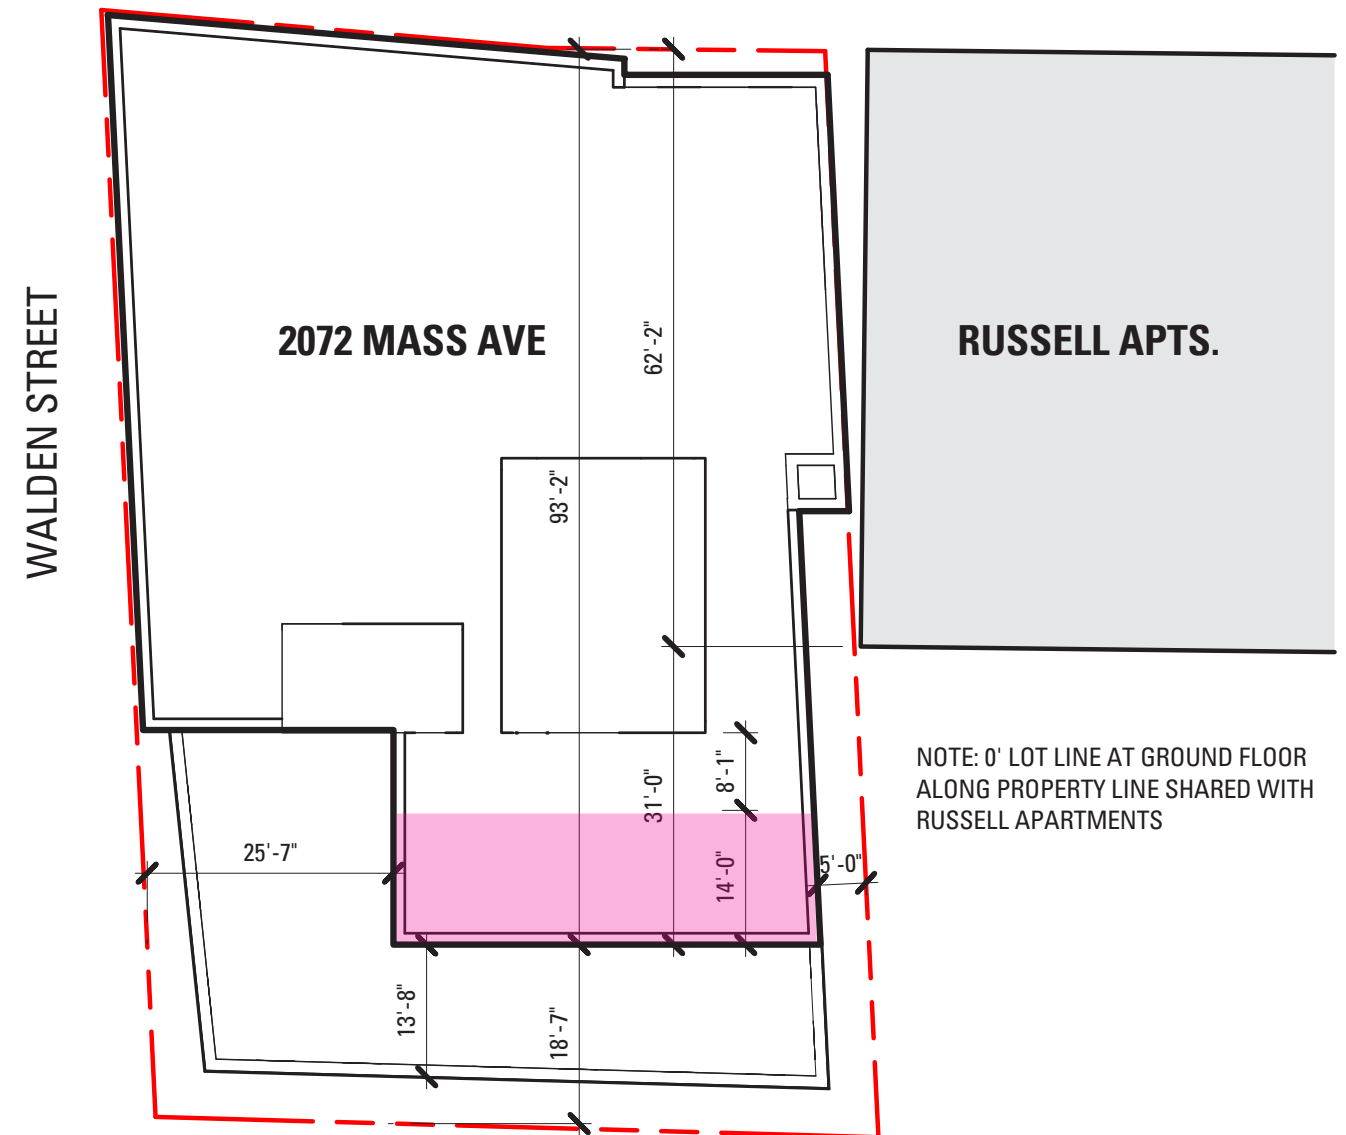 WALDEN STREET
2072 MASS AVE
RUSSELL APTS.
62'-2"
93'-2"
31'-0"
8'-1"
14'-0"
5'-0"
25'-7"
13'-8"
18'-7"
NOTE: 0' LOT LINE AT GROUND FLOOR
ALONG PROPERTY LINE SHARED WITH
RUSSELL APARTMENTS